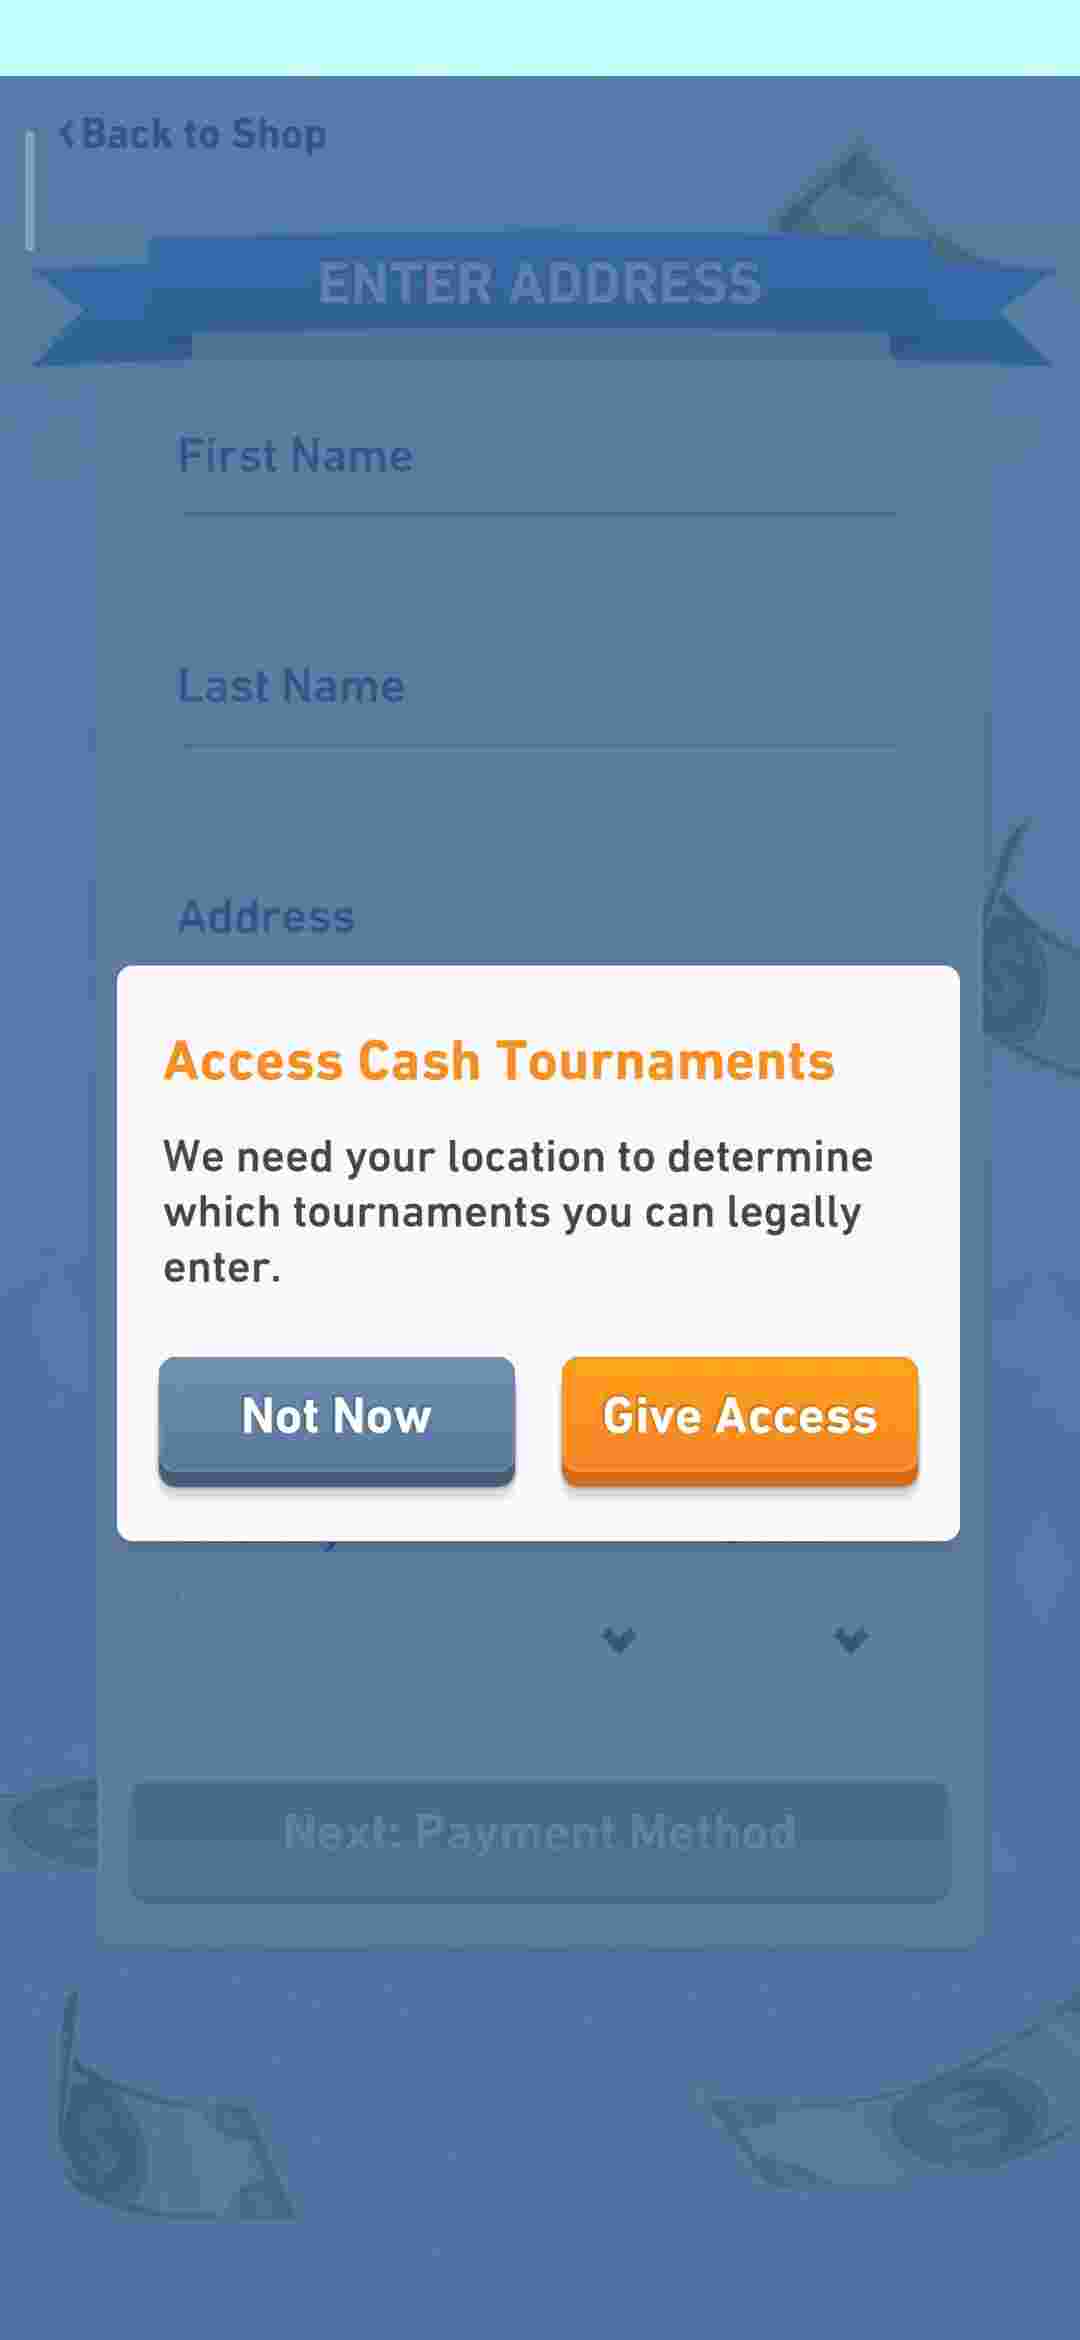 Back to Shop
ENTER ADDRESS
First Name
Last Name
Address
Access Cash Tournaments
We need your location to determine
which tournaments you can legally
enter.
Not Now
Give Access
Next: Payment Method